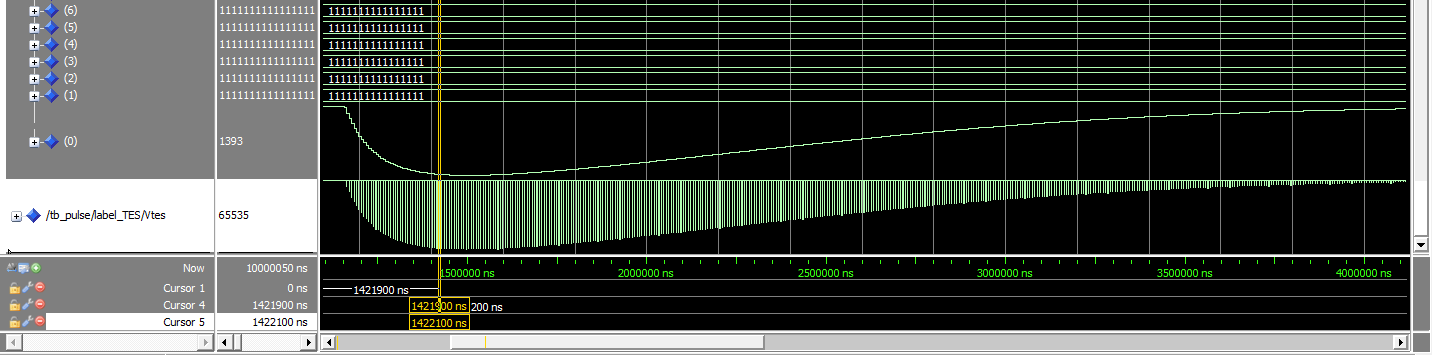 (6) 1111111111111111 1111111111111111
(5) 1111111111111111 1111111111111111
(4) 1111111111111111 1111111111111111
(3) 1111111111111111 1111111111111111
(2) 1111111111111111 1111111111111111
(1) 1111111111111111 1111111111111111
(0) 1393
/tb_pulse/label_TES/Vtes 65535
Now 10000050 ns 1500000 ns 2000000 ns 2500000 ns 3000000 ns 3500000 ns 4000000 ns
Cursor 1 0 ns 1421900 ns
Cursor 4 1421900 ns 1421900 ns 200 ns
Cursor 5 1422100 ns 1422100 ns